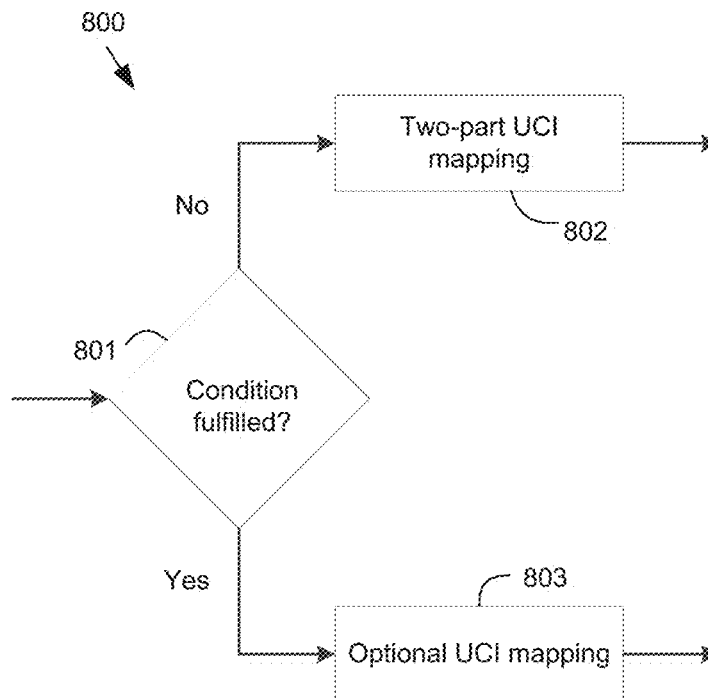 800
Two-part UCI
mapping
802
No
801
Condition
fulfilled?
Yes
803
Optional UCI mapping